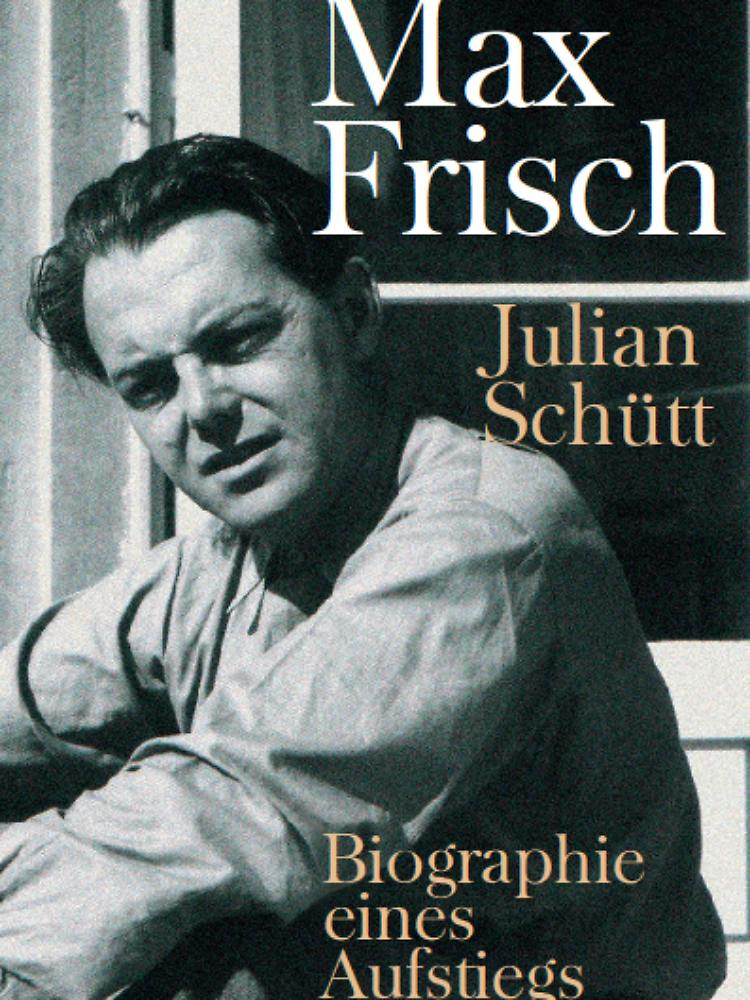 Max
Frisch
Julian
Schütt
Biographie
eines
Aufstiegs